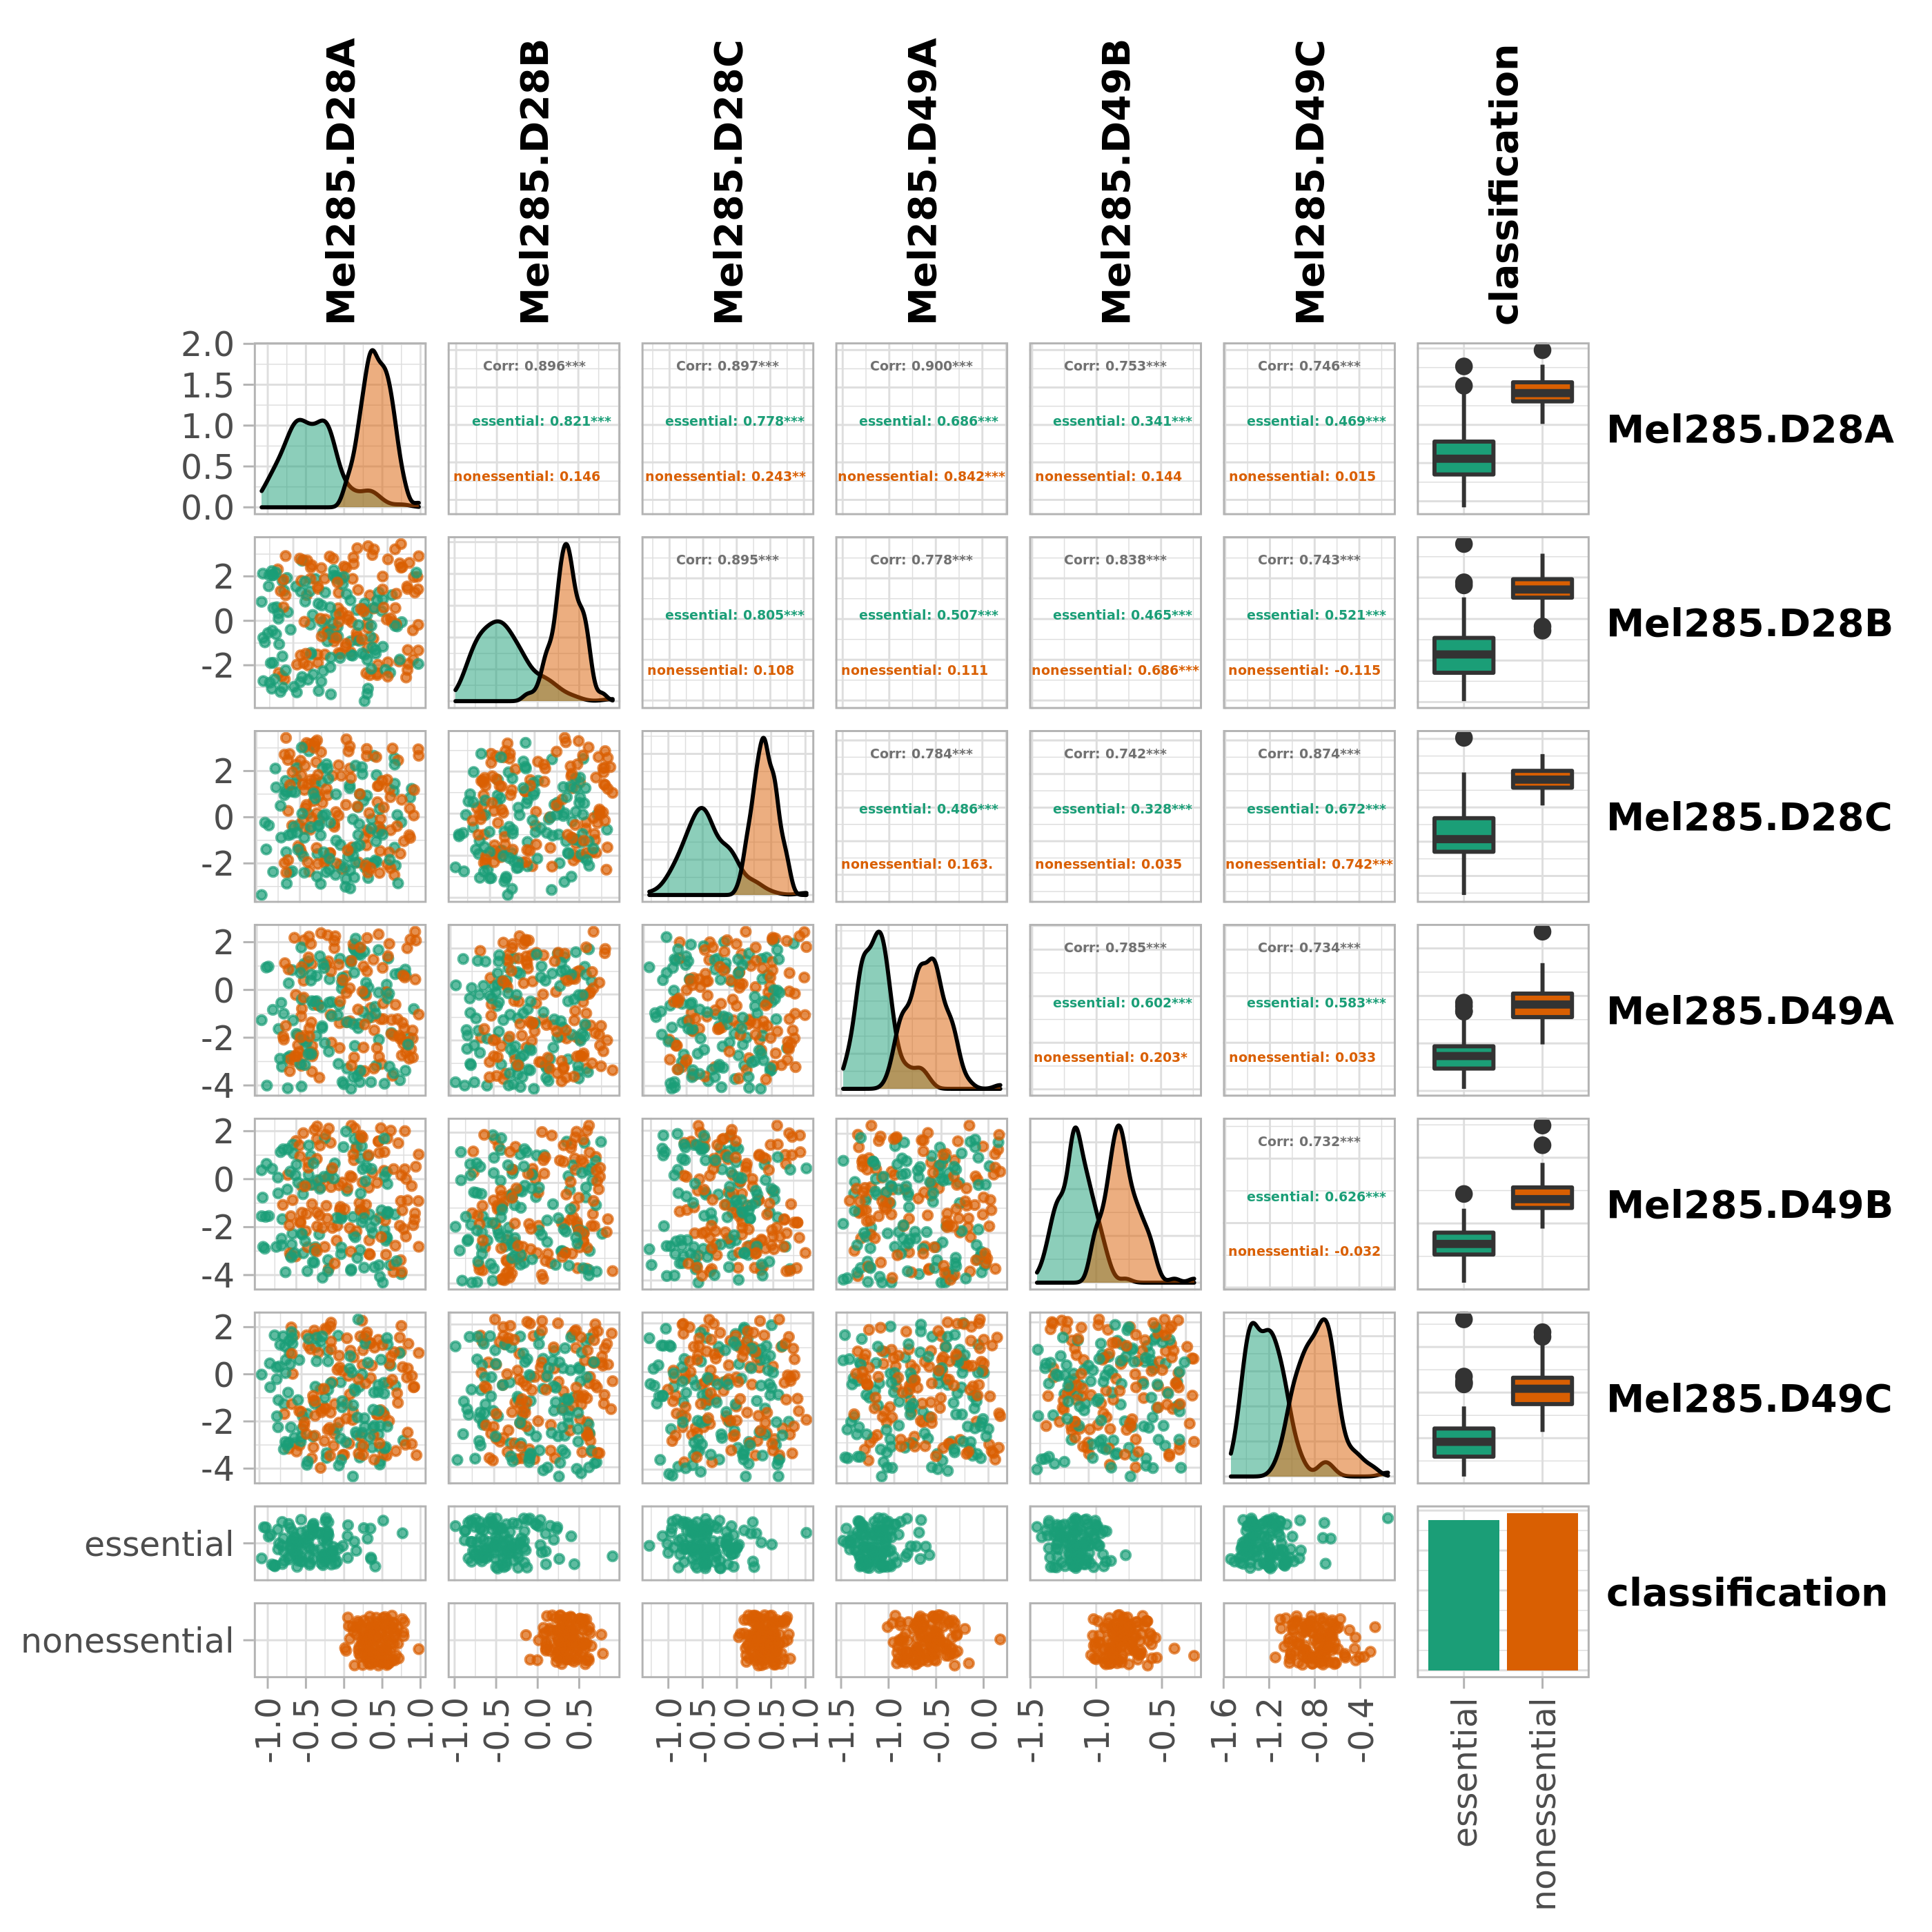 Mel285.D28A
Mel285.D28B
Mel285.D28C
Mel285.D49A
Mel285.D49B
Mel285.D49C
classification
2.0
1.5
1.0
0.5
0.0
Corr: 0.896***
essential: 0.821***
nonessential: 0.146
Corr: 0.897***
essential: 0.778***
nonessential: 0.243**
Corr: 0.900***
essential: 0.686***
nonessential: 0.842***
Corr: 0.753***
essential: 0.341***
nonessential: 0.144
Corr: 0.746***
essential: 0.469***
nonessential: 0.015
Mel285.D28A
2
0
-2
Corr: 0.895***
essential: 0.805***
nonessential: 0.108
Corr: 0.778***
essential: 0.507***
nonessential: 0.111
Corr: 0.838***
essential: 0.465***
nonessential: 0.686***
Corr: 0.743***
essential: 0.521***
nonessential: -0.115
Mel285.D28B
2
0
-2
Corr: 0.784***
essential: 0.486***
nonessential: 0.163.
Corr: 0.742***
essential: 0.328***
nonessential: 0.035
Corr: 0.874***
essential: 0.672***
nonessential: 0.742***
Mel285.D28C
2
0
-2
-4
Corr: 0.785***
essential: 0.602***
nonessential: 0.203*
Corr: 0.734***
essential: 0.583***
nonessential: 0.033
Mel285.D49A
2
0
-2
-4
Corr: 0.732***
essential: 0.626***
nonessential: -0.032
Mel285.D49B
2
0
-2
-4
Mel285.D49C
essential
nonessential
classification
-1.0
-0.5
0.0
0.5
1.0
-1.0
-0.5
0.0
0.5
-1.0
-0.5
0.0
0.5
1.0
-1.5
-1.0
-0.5
0.0
-1.5
-1.0
-0.5
-1.6
-1.2
-0.8
-0.4
essential
nonessential